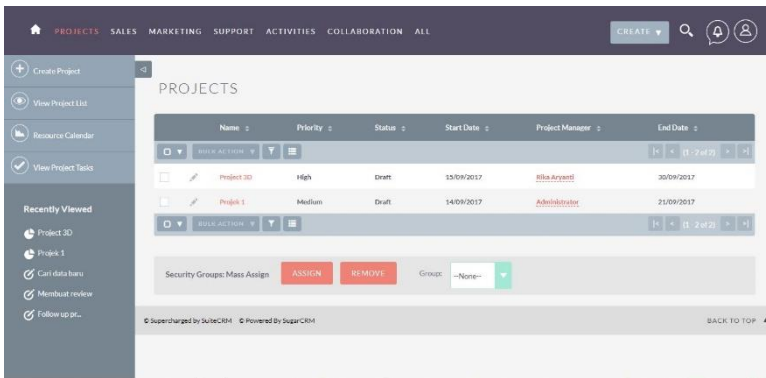 PROJECTS SALES MARKETING SUPPORT ACTIVITIES COLLABORATION ALL CREATE
Create Project
View Project List
Resource Calendar
View Project Tasks
Recently Viewed
Project 3D
Projek 1
Cari data baru
Membuat review
Follow up pr...
PROJECTS
Name Priority Status Start Date Project Manager End Date
BULK ACTION (1 - 2 of 2)
Project 3D High Draft 15/09/2017 Rika Aryanti 30/09/2017
Projek 1 Medium Draft 14/09/2017 Administrator 21/09/2017
BULK ACTION (1 - 2 of 2)
Security Groups: Mass Assign ASSIGN REMOVE Group: --None--
© Supercharged by SuiteCRM © Powered By SugarCRM BACK TO TOP